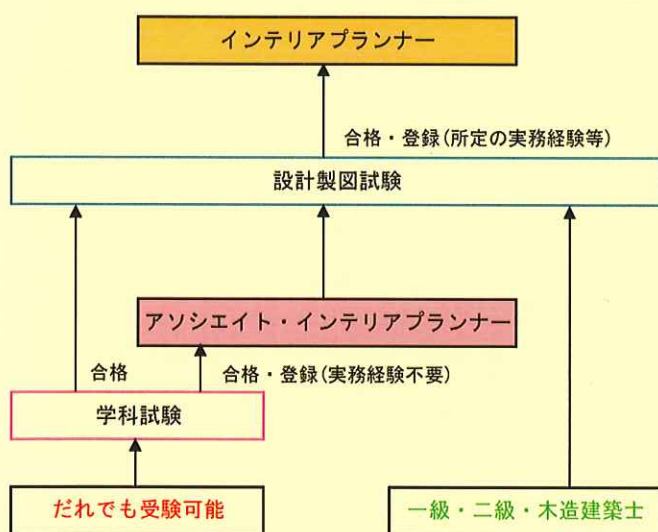 インテリアプランナー
合格・登録(所定の実務経験等)
設計製図試験
アソシエイト・インテリアプランナー
合格
合格・登録(実務経験不要)
学科試験
だれでも受験可能
一級・二級・木造建築士